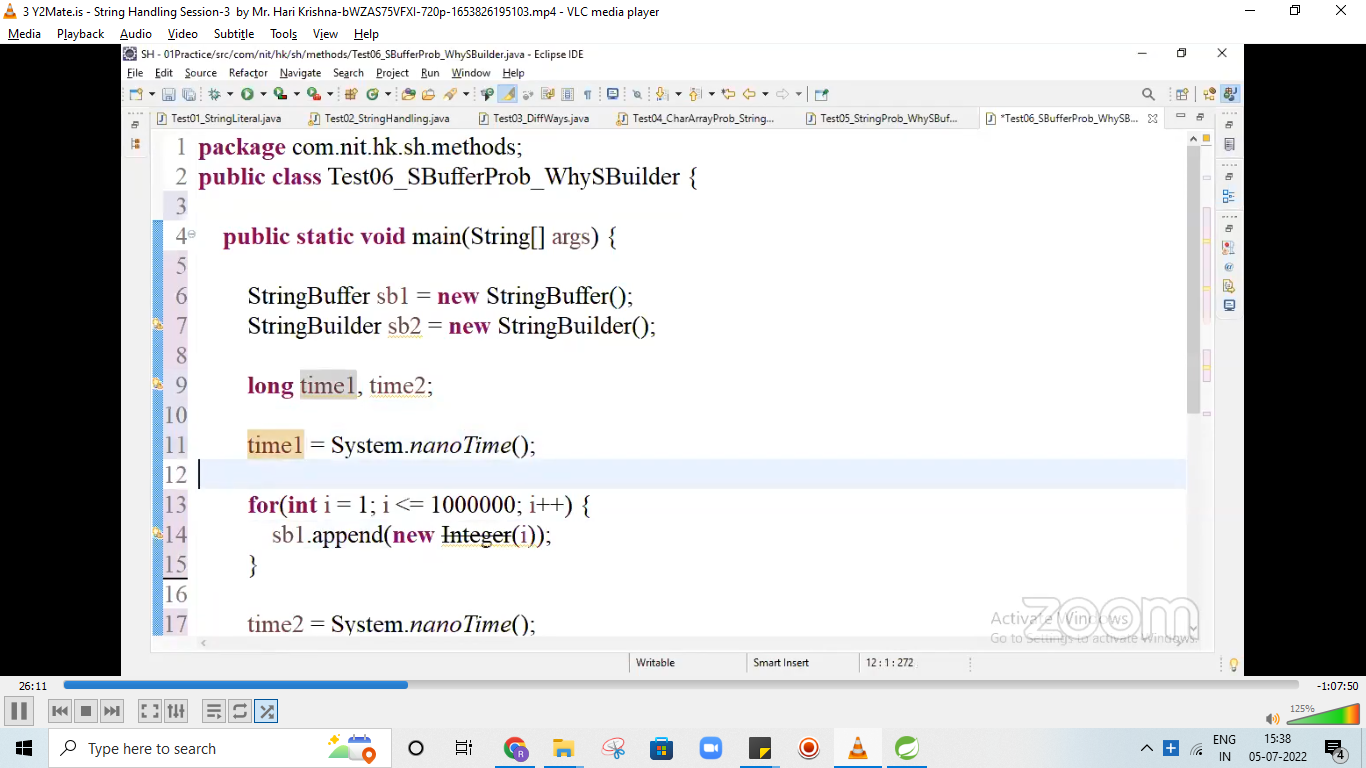 3 Y2Mate.is - String Handling Session-3 by Mr. Hari Krishna-bWZAS75VFXI-720p-1653826195103.mp4 - VLC media player
Media Playback Audio Video Subtitle Tools View Help
SH - 01Practice/src/com/nit/hk/sh/methods/Test06_SBufferProb_WhySBuilder.java - Eclipse IDE
File Edit Source Refactor Navigate Search Project Run Window Help
Test01_StringLiteral.java Test02_StringHandling.java Test03_DiffWays.java Test04_CharArrayProb_String... Test05_StringProb_WhySBuf... *Test06_SBufferProb_WhySB...
1 package com.nit.hk.sh.methods;
2 public class Test06_SBufferProb_WhySBuilder {
3
4 public static void main(String[] args) {
5
6 StringBuffer sb1 = new StringBuffer();
7 StringBuilder sb2 = new StringBuilder();
8
9 long time1, time2;
10
11 time1 = System.nanoTime();
12
13 for(int i = 1; i <= 1000000; i++) {
14 sb1.append(new Integer(i));
15 }
16
17 time2 = System.nanoTime();
zoom
Activate Windows
Go to Settings to activate Windows.
Writable Smart Insert 12 : 1 : 272
26:11 -1:07:50
125%
Type here to search
ENG 15:38
IN 05-07-2022 4